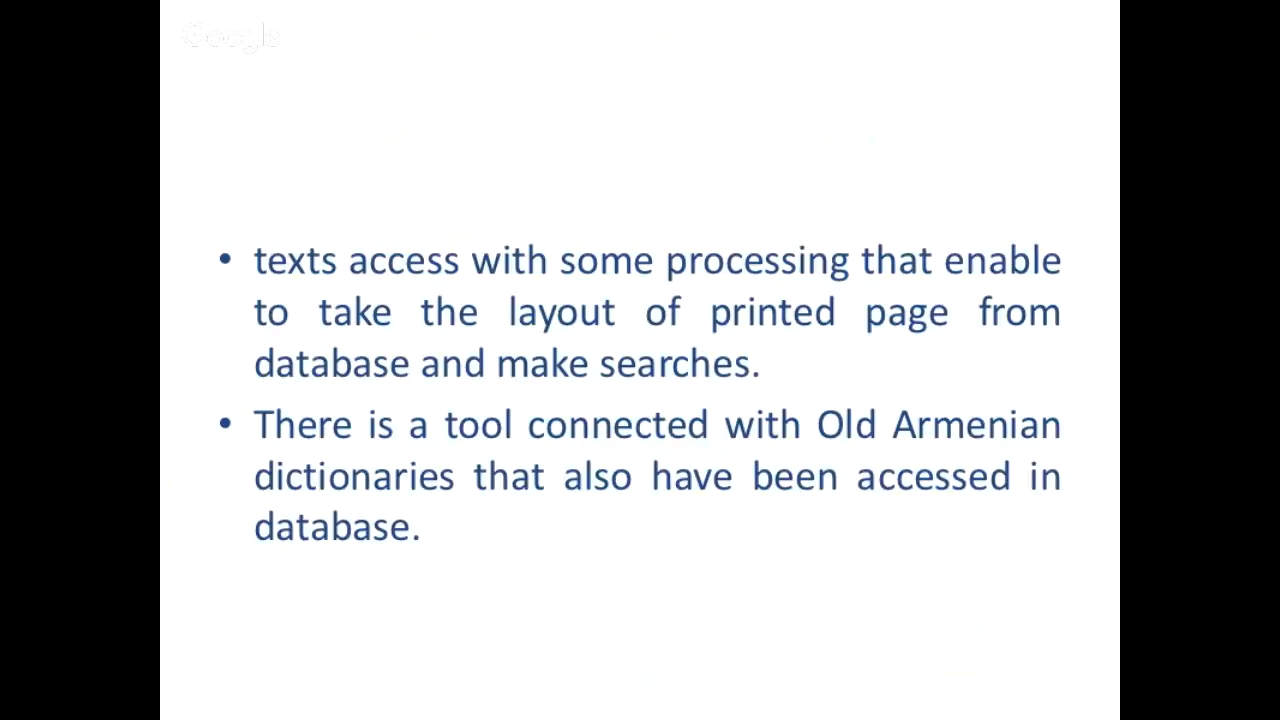 Google
• texts access with some processing that enable
to take the layout of printed page from
database and make searches.
• There is a tool connected with Old Armenian
dictionaries that also have been accessed in
database.